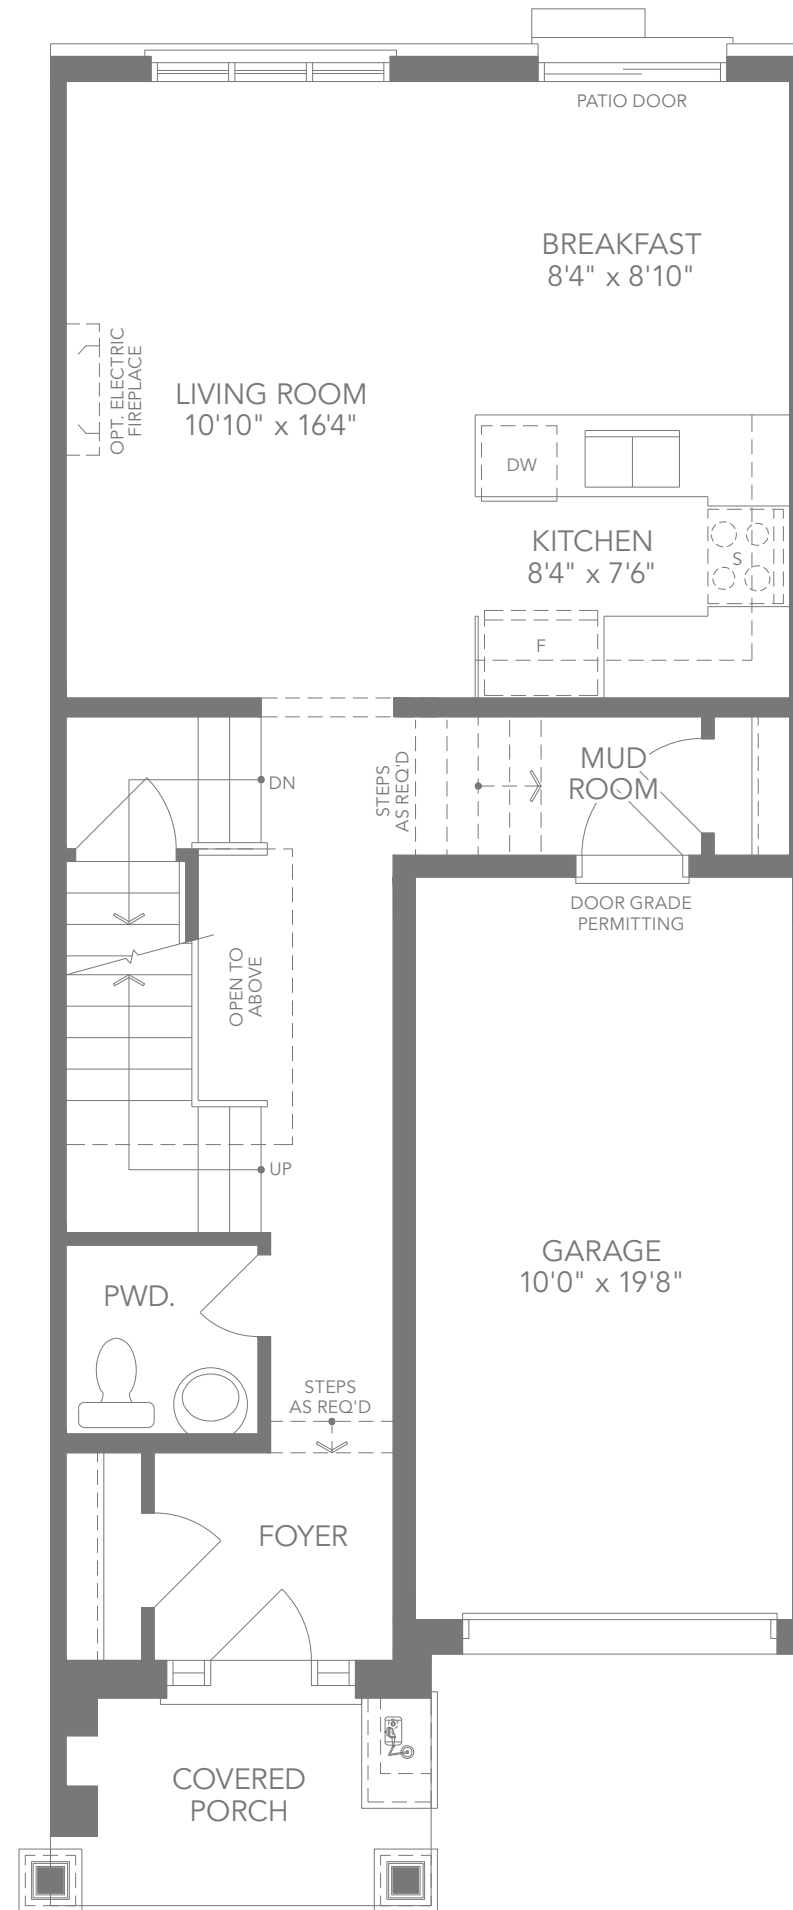 PATIO DOOR
BREAKFAST
8'4" x 8'10"
OPT. ELECTRIC
FIREPLACE
LIVING ROOM
10'10" x 16'4"
DW
KITCHEN
8'4" x 7'6"
S
F
DN
STEPS
AS REQ'D
MUD
ROOM
DOOR GRADE
PERMITTING
OPEN TO
ABOVE
UP
GARAGE
10'0" x 19'8"
PWD.
STEPS
AS REQ'D
FOYER
COVERED
PORCH